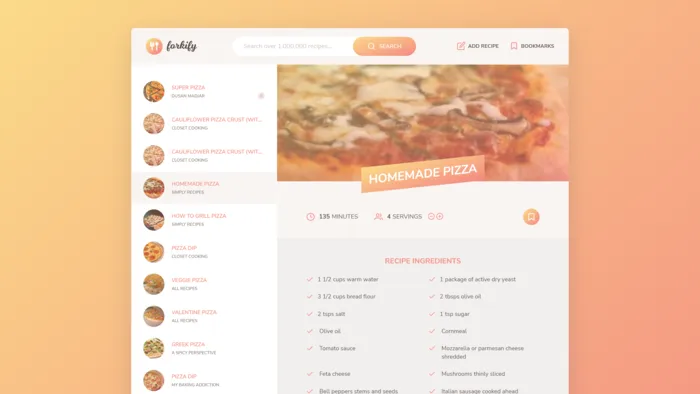 forkify
Search over 1,000,000 recipes...
SEARCH
ADD RECIPE
BOOKMARKS
SUPER PIZZA
DUSAN MAGLIAR
CAULIFLOWER PIZZA CRUST (WIT...
CLOSET COOKING
CAULIFLOWER PIZZA CRUST (WIT...
CLOSET COOKING
HOMEMADE PIZZA
SIMPLY RECIPES
HOW TO GRILL PIZZA
SIMPLY RECIPES
PIZZA DIP
CLOSET COOKING
VEGGIE PIZZA
ALL RECIPES
VALENTINE PIZZA
ALL RECIPES
GREEK PIZZA
A SPICY PERSPECTIVE
PIZZA DIP
MY BAKING ADDICTION
HOMEMADE PIZZA
135 MINUTES
4 SERVINGS
RECIPE INGREDIENTS
1 1/2 cups warm water
1 package of active dry yeast
3 1/2 cups bread flour
2 tbsps olive oil
2 tsps salt
1 tsp sugar
Olive oil
Cornmeal
Tomato sauce
Mozzarella or parmesan cheese
shredded
Feta cheese
Mushrooms thinly sliced
Bell peppers stems and seeds
Italian sausage cooked ahead